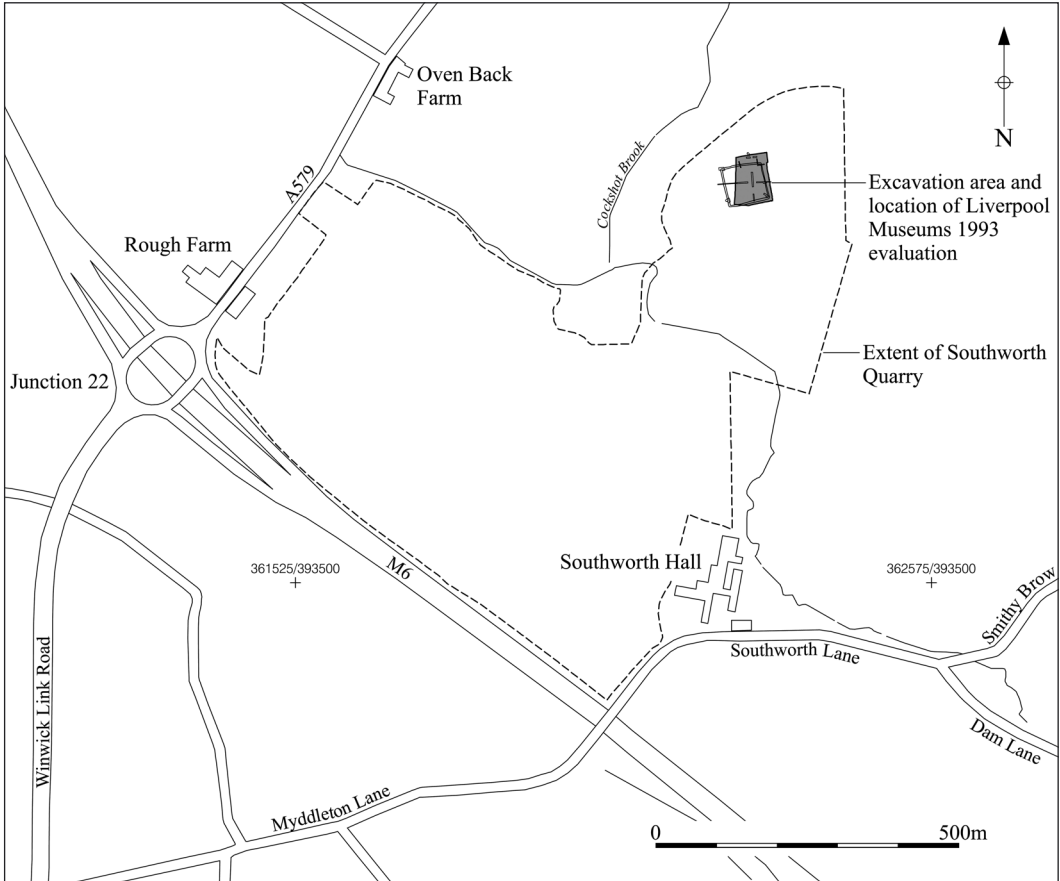 Oven Back
Farm
N
A579
Cockshot Brook
Excavation area and
location of Liverpool
Museums 1993
evaluation
Rough Farm
Extent of Southworth
Quarry
Junction 22
Southworth Hall
361525/393500
362575/393500
M6
Smithy Brow
Southworth Lane
Winwick Link Road
Dam Lane
Myddleton Lane
0
500m